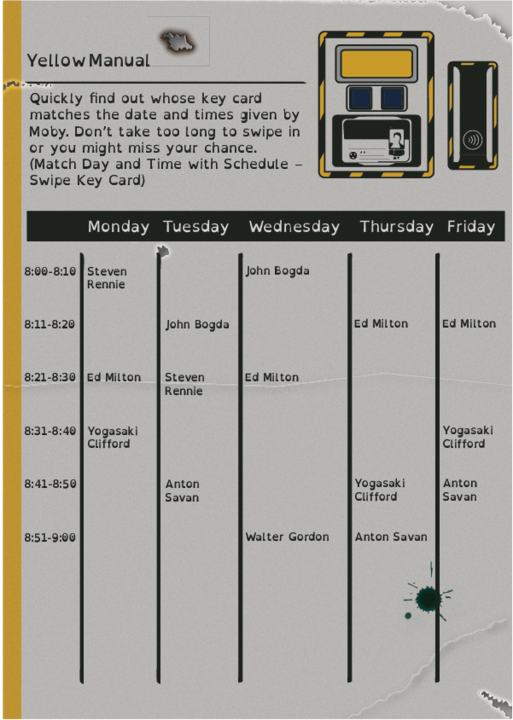 Yellow Manual
Quickly find out whose key card
matches the date and times given by
Moby. Don't take too long to swipe in
or you might miss your chance.
(Match Day and Time with Schedule –
Swipe Key Card)
Monday Tuesday Wednesday Thursday Friday
8:00-8:10 Steven John Bogda
Rennie
8:11-8:20 John Bogda Ed Milton Ed Milton
8:21-8:30 Ed Milton Steven Ed Milton
Rennie
8:31-8:40 Yogasaki Yogasaki
Clifford Clifford
8:41-8:50 Anton Yogasaki Anton
Savan Clifford Savan
8:51-9:00 Walter Gordon Anton Savan